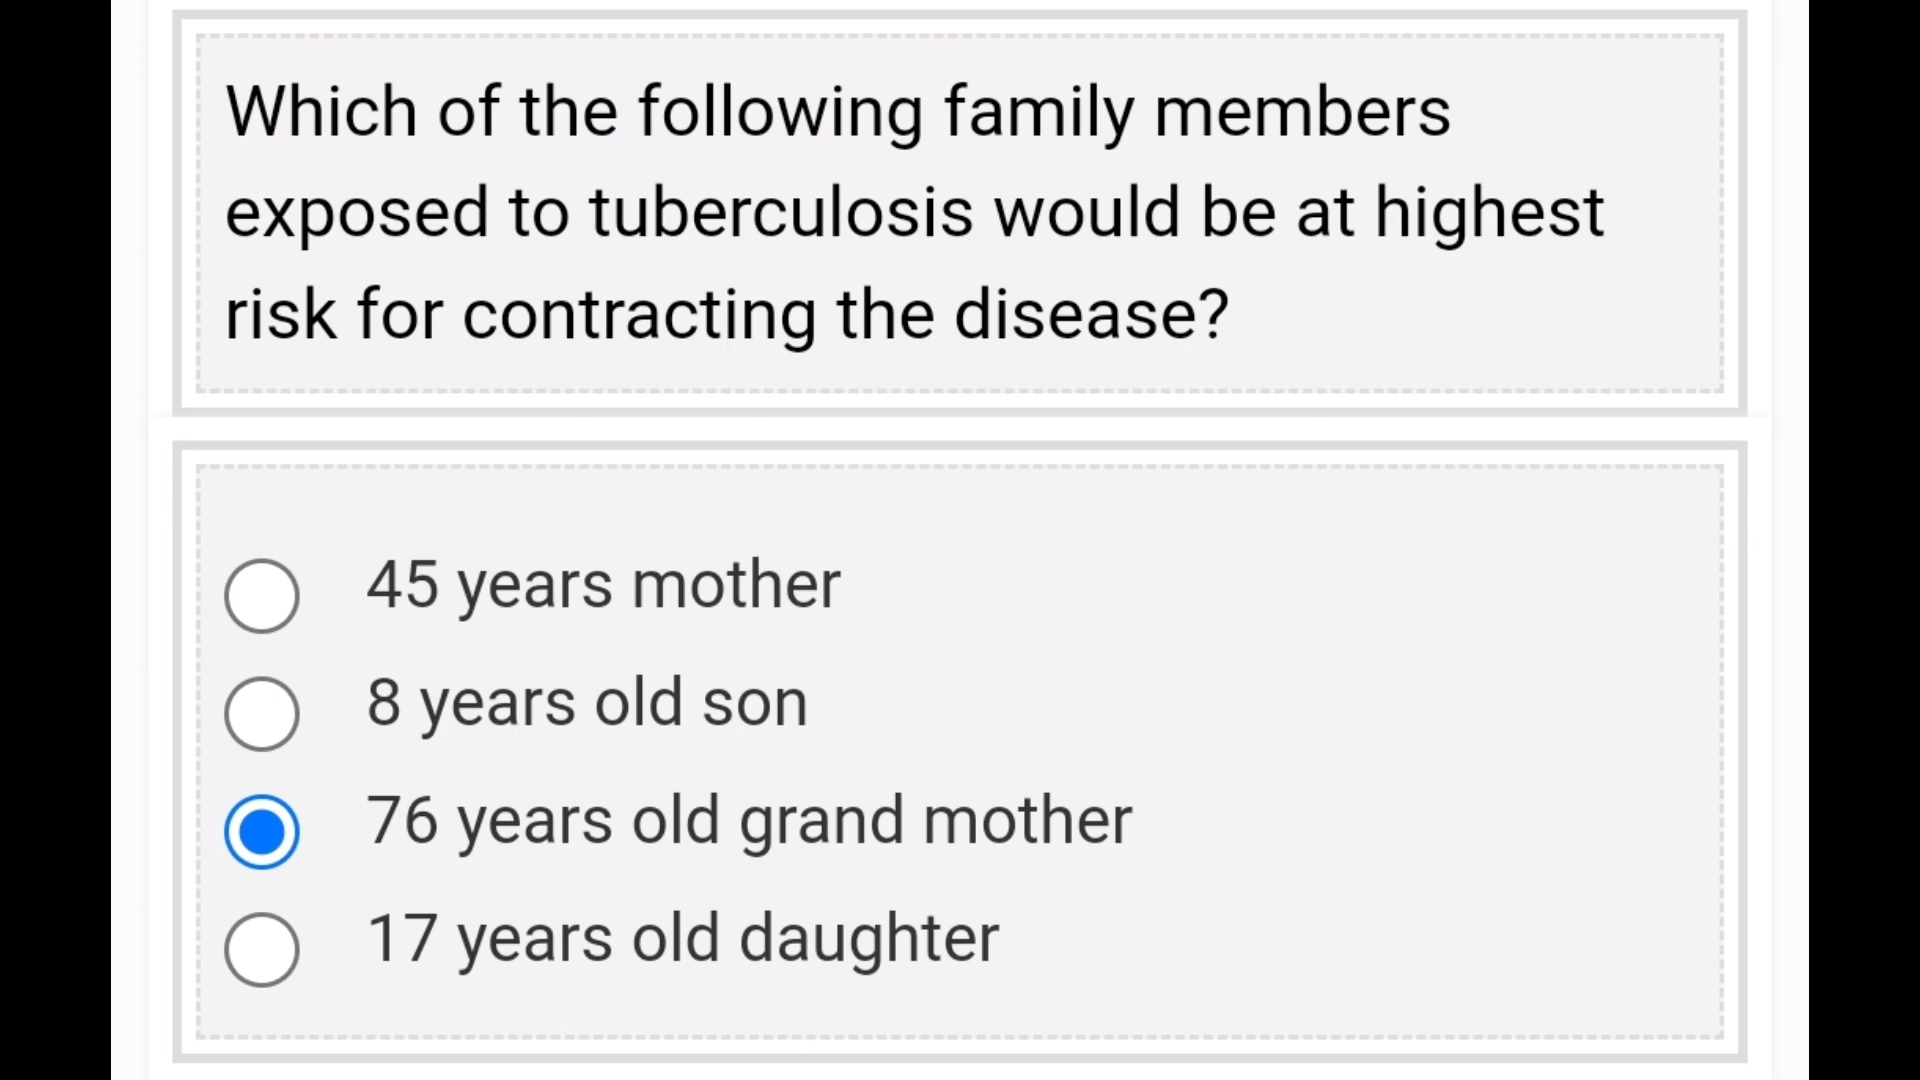 Which of the following family members
exposed to tuberculosis would be at highest
risk for contracting the disease?
45 years mother
8 years old son
76 years old grand mother
17 years old daughter